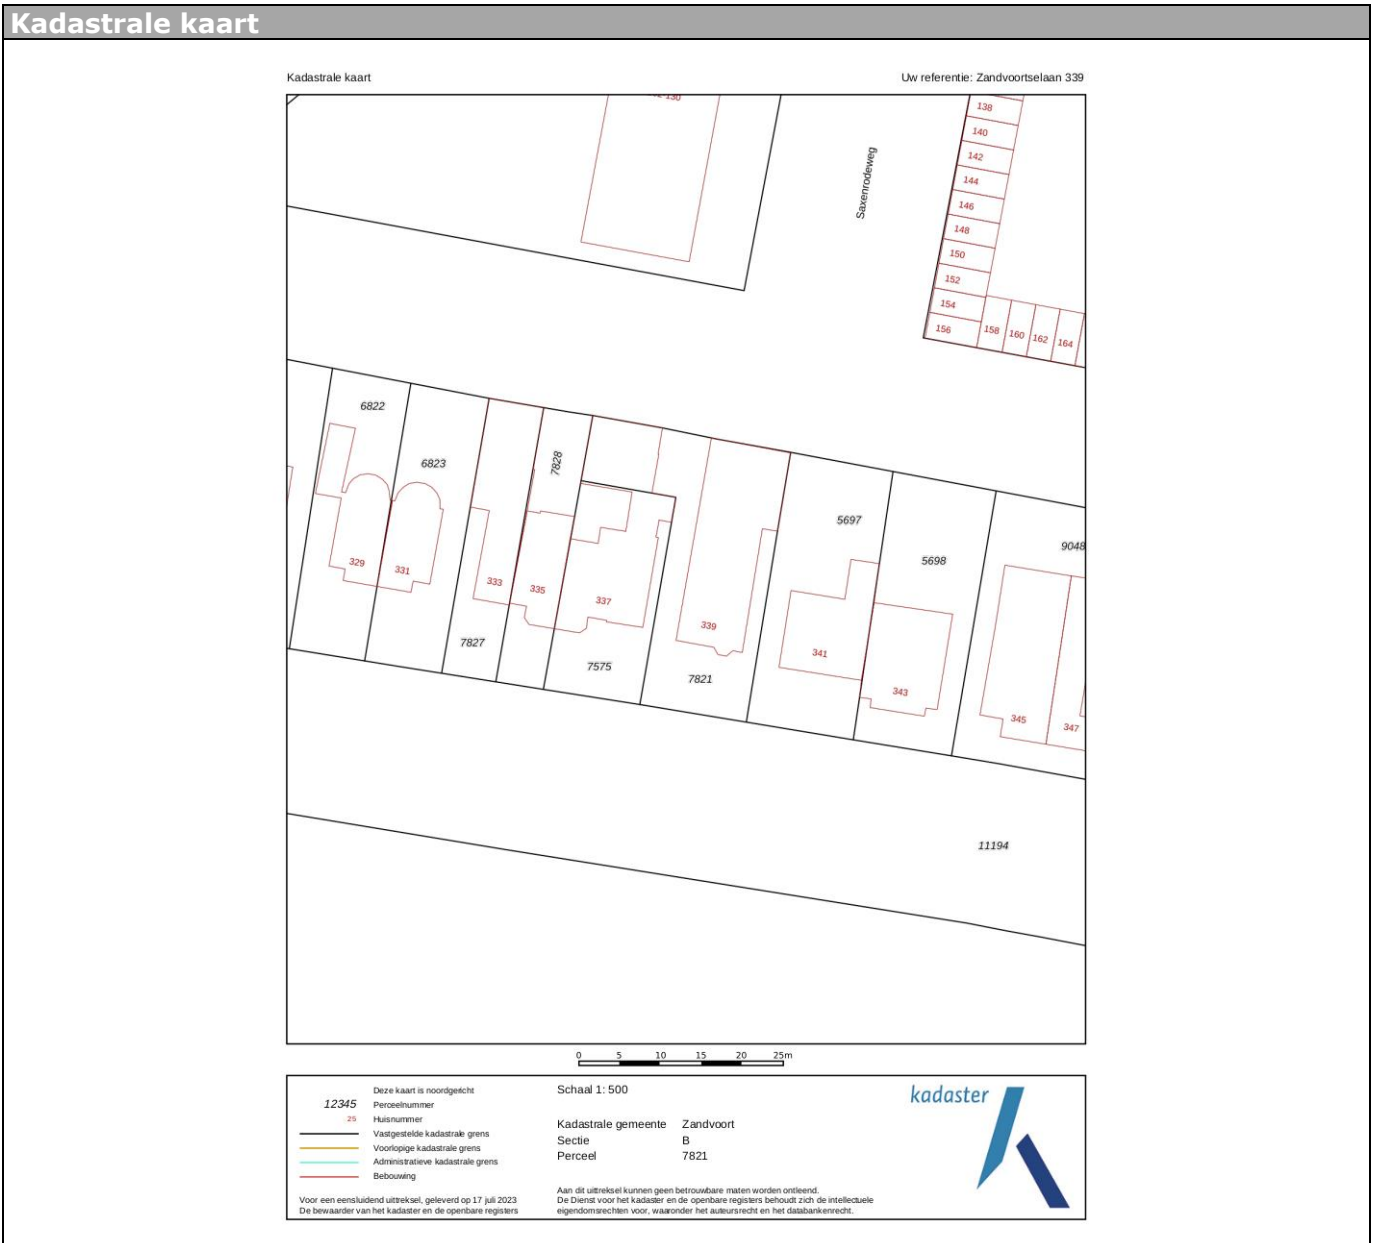 Kadastrale kaart
Kadastrale kaart
Uw referentie: Zandvoortselaan 339
138
140
142
144
146
148
150
152
154
156
158
160
162
164
Saxenrodeweg
6822
6823
7828
5697
5698
9048
329
331
333
335
337
339
341
343
345
347
7827
7575
7821
11194
0 5 10 15 20 25m
Deze kaart is noordgericht
12345 Perceelnummer
25 Huisnummer
Vastgestelde kadastrale grens
Voorlopige kadastrale grens
Administratieve kadastrale grens
Bebouwing
Voor een eensluidend uittreksel, geleverd op 17 juli 2023
De bewaarder van het kadaster en de openbare registers
Schaal 1: 500
Kadastrale gemeente Zandvoort
Sectie B
Perceel 7821
Aan dit uittreksel kunnen geen betrouwbare maten worden ontleend.
De Dienst voor het kadaster en de openbare registers behoudt zich de intellectuele
eigendomsrechten voor, waaronder het auteursrecht en het databankenrecht.
kadaster